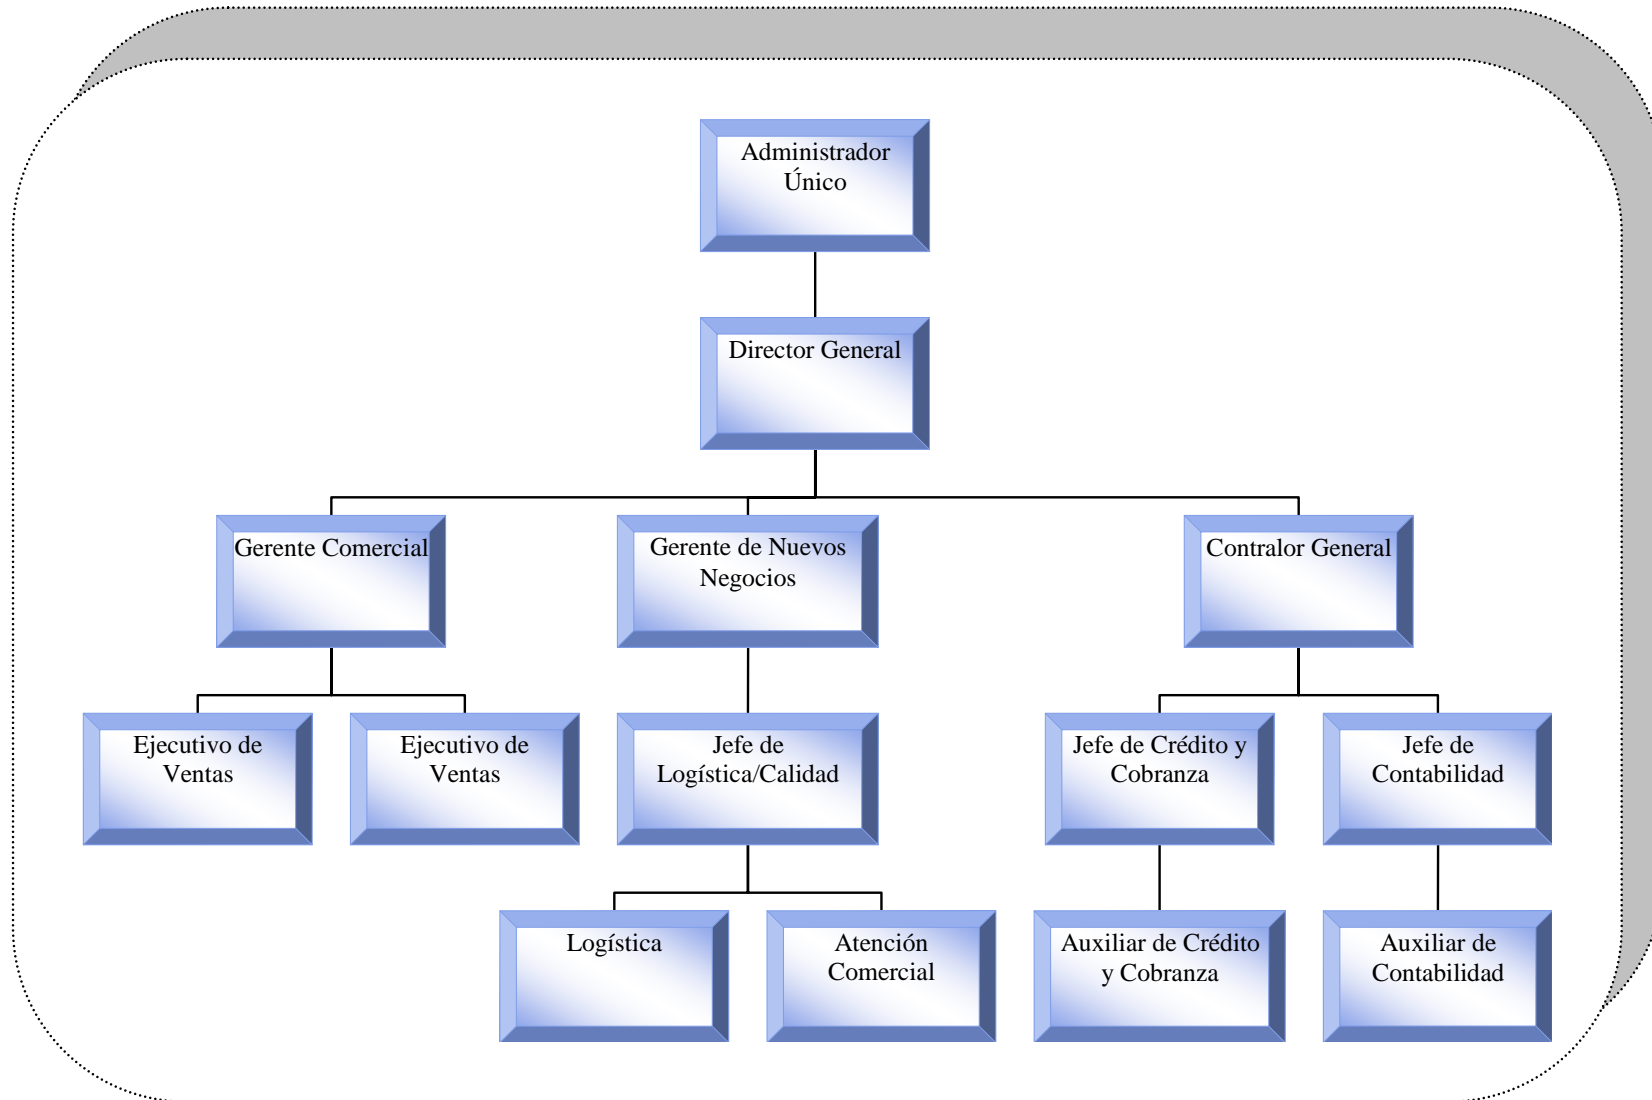 Administrador
Único
Director General
Gerente Comercial
Gerente de Nuevos
Negocios
Contralor General
Ejecutivo de
Ventas
Ejecutivo de
Ventas
Jefe de
Logística/Calidad
Jefe de Crédito y
Cobranza
Jefe de
Contabilidad
Logística
Atención
Comercial
Auxiliar de Crédito
y Cobranza
Auxiliar de
Contabilidad